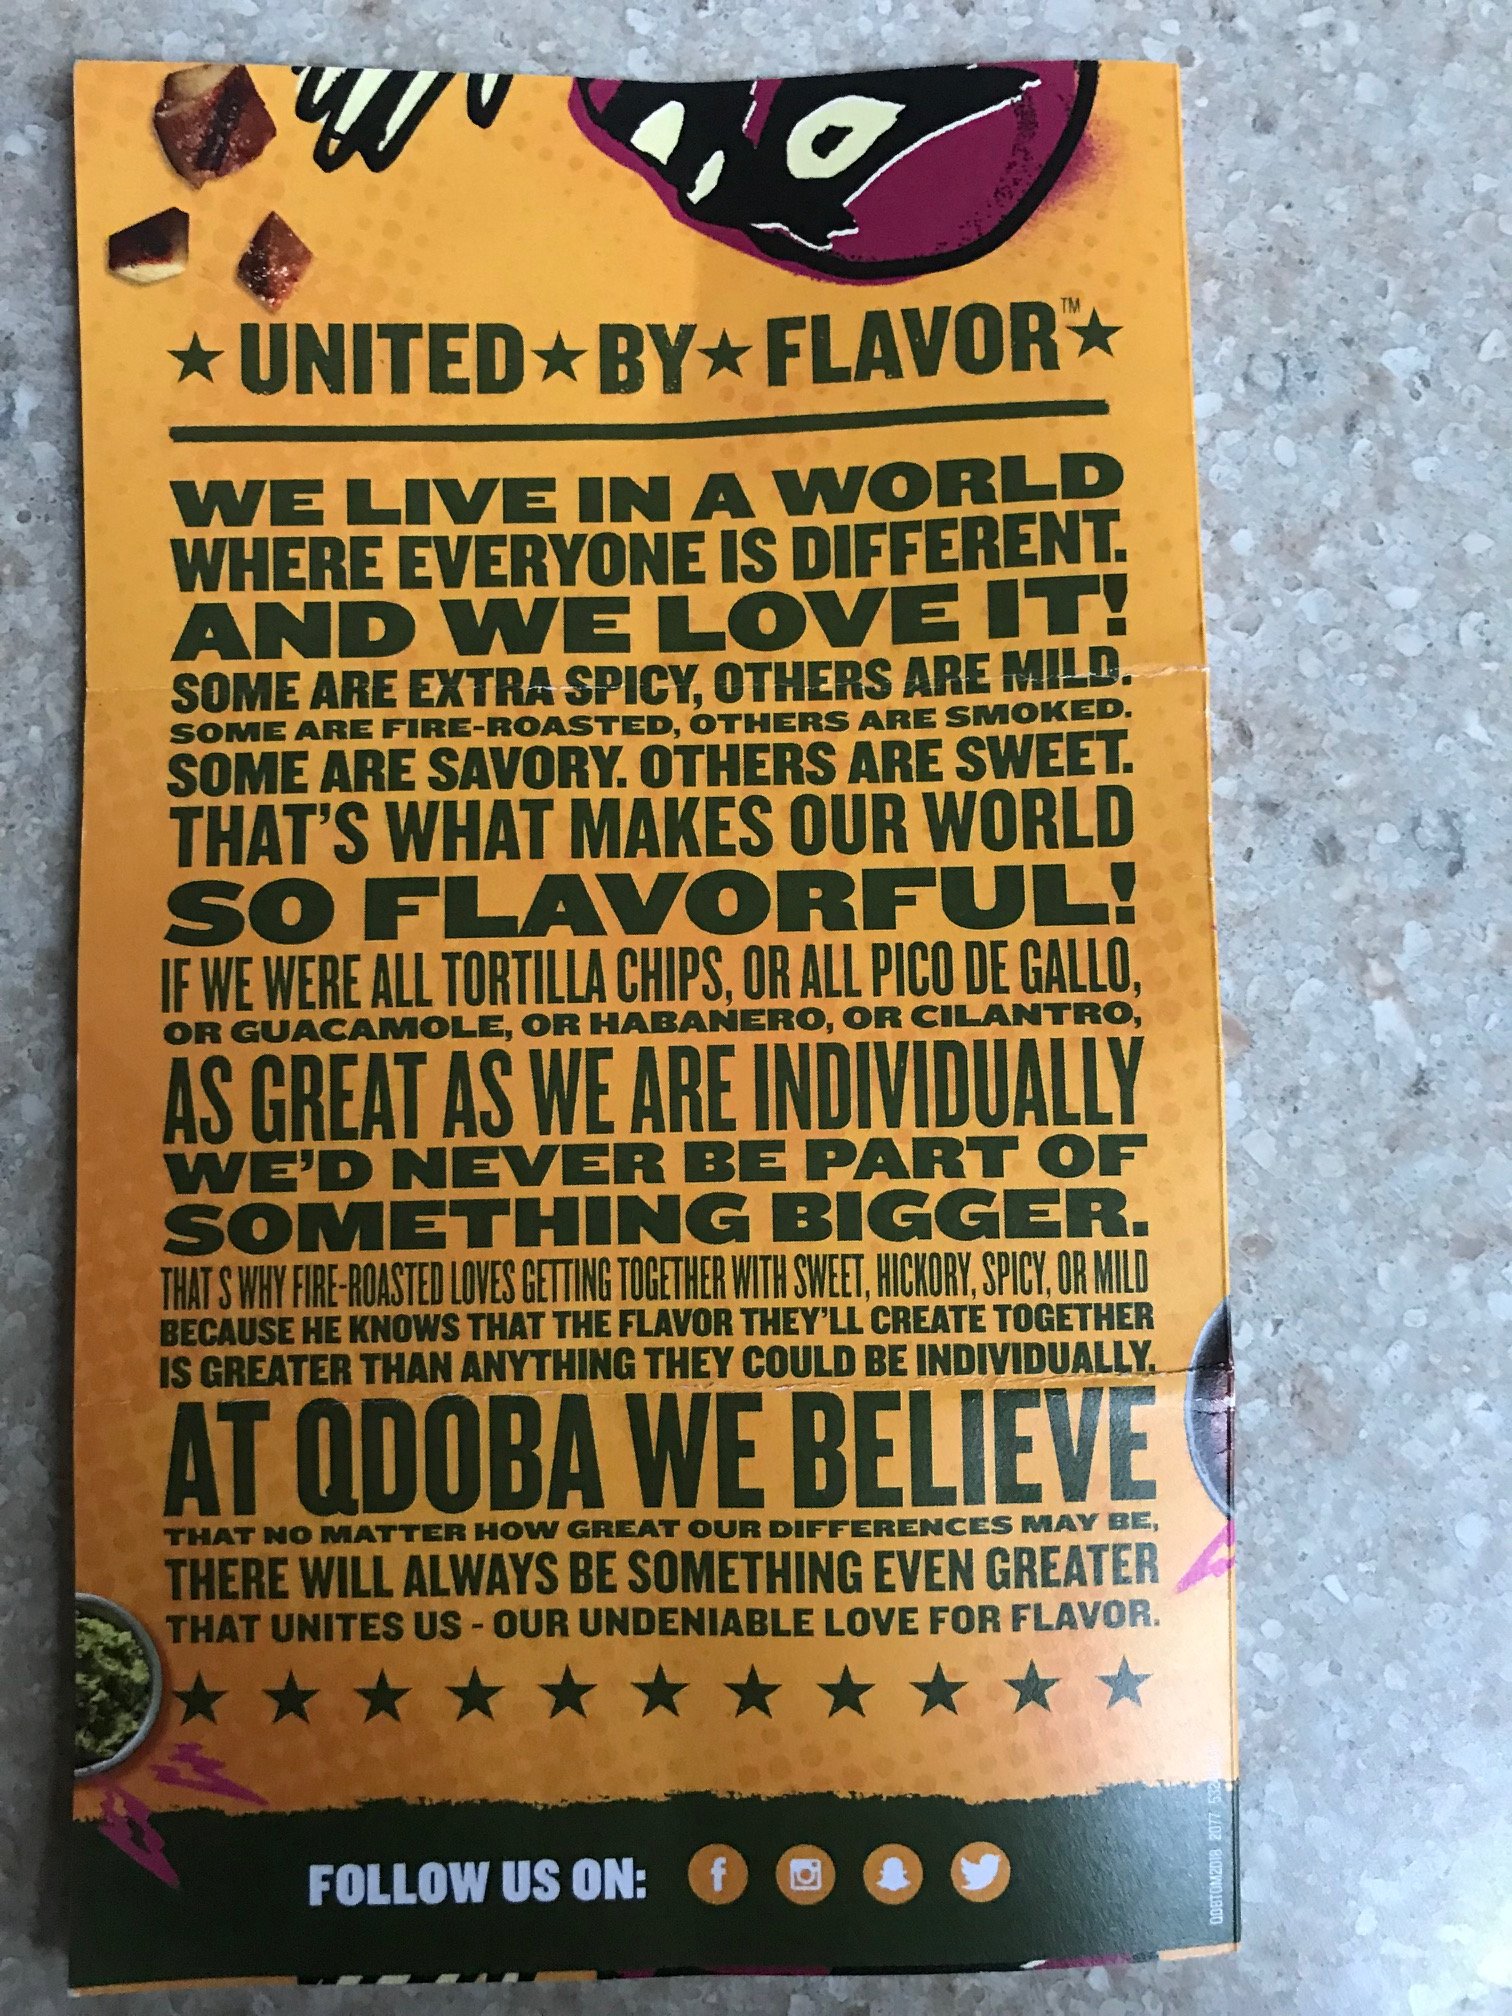 ★ UNITED ★ BY ★ FLAVOR™ ★
WE LIVE IN A WORLD
WHERE EVERYONE IS DIFFERENT.
AND WE LOVE IT!
SOME ARE EXTRA SPICY, OTHERS ARE MILD.
SOME ARE FIRE-ROASTED, OTHERS ARE SMOKED.
SOME ARE SAVORY. OTHERS ARE SWEET.
THAT'S WHAT MAKES OUR WORLD
SO FLAVORFUL!
IF WE WERE ALL TORTILLA CHIPS, OR ALL PICO DE GALLO,
OR GUACAMOLE, OR HABANERO, OR CILANTRO,
AS GREAT AS WE ARE INDIVIDUALLY
WE'D NEVER BE PART OF
SOMETHING BIGGER.
THAT S WHY FIRE-ROASTED LOVES GETTING TOGETHER WITH SWEET, HICKORY, SPICY, OR MILD
BECAUSE HE KNOWS THAT THE FLAVOR THEY'LL CREATE TOGETHER
IS GREATER THAN ANYTHING THEY COULD BE INDIVIDUALLY.
AT QDOBA WE BELIEVE
THAT NO MATTER HOW GREAT OUR DIFFERENCES MAY BE,
THERE WILL ALWAYS BE SOMETHING EVEN GREATER
THAT UNITES US - OUR UNDENIABLE LOVE FOR FLAVOR.
FOLLOW US ON:
QDBTOM2018 2077